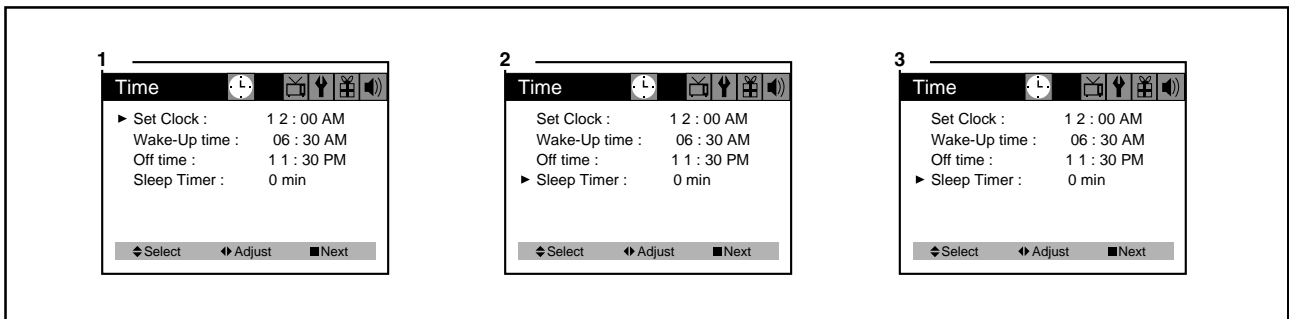 1
Time
► Set Clock : 1 2 : 00 AM
Wake-Up time : 06 : 30 AM
Off time : 1 1 : 30 PM
Sleep Timer : 0 min
Select Adjust Next
2
Time
Set Clock : 1 2 : 00 AM
Wake-Up time : 06 : 30 AM
Off time : 1 1 : 30 PM
► Sleep Timer : 0 min
Select Adjust Next
3
Time
Set Clock : 1 2 : 00 AM
Wake-Up time : 06 : 30 AM
Off time : 1 1 : 30 PM
► Sleep Timer : 0 min
Select Adjust Next